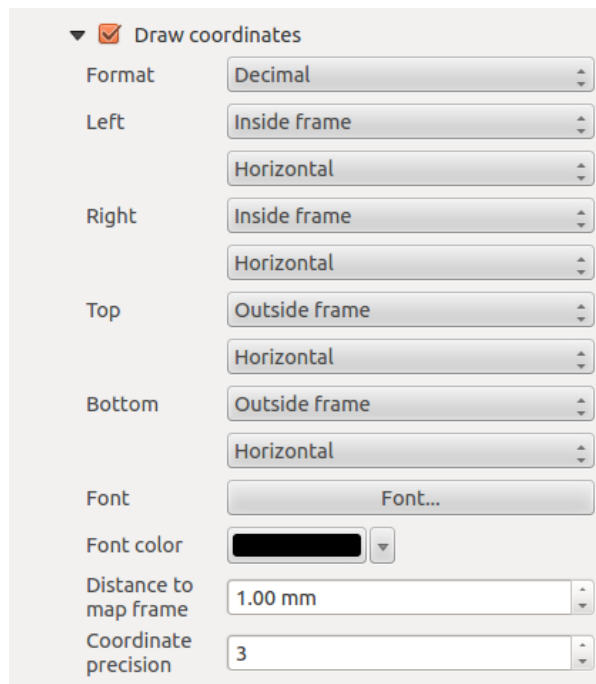 Draw coordinates
Format Decimal
Left Inside frame
Horizontal
Right Inside frame
Horizontal
Top Outside frame
Horizontal
Bottom Outside frame
Horizontal
Font Font...
Font color
Distance to
map frame 1.00 mm
Coordinate
precision 3